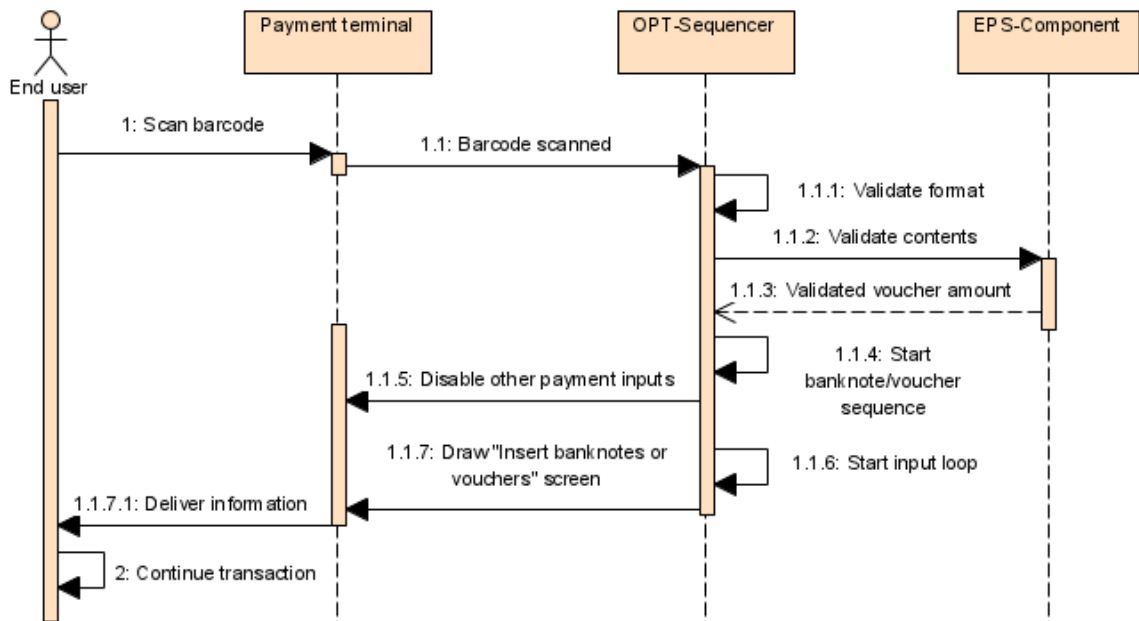 Payment terminal
OPT-Sequencer
EPS-Component
End user
1: Scan barcode
1.1: Barcode scanned
1.1.1: Validate format
1.1.2: Validate contents
1.1.3: Validated voucher amount
1.1.4: Start
banknote/voucher
sequence
1.1.5: Disable other payment inputs
1.1.7: Draw "Insert banknotes or
vouchers" screen
1.1.6: Start input loop
1.1.7.1: Deliver information
2: Continue transaction